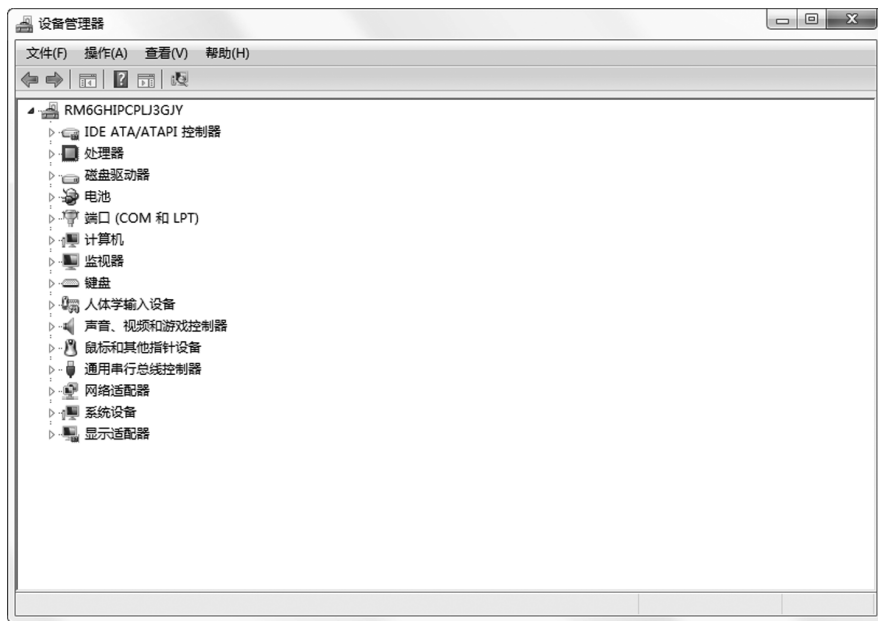 设备管理器
文件(F) 操作(A) 查看(V) 帮助(H)
RM6GHIPCPLJ3GJY
IDE ATA/ATAPI 控制器
处理器
磁盘驱动器
电池
端口 (COM 和 LPT)
计算机
监视器
键盘
人体学输入设备
声音、视频和游戏控制器
鼠标和其他指针设备
通用串行总线控制器
网络适配器
系统设备
显示适配器